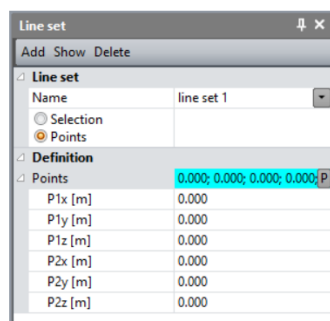 Line set
Add Show Delete
Line set
Name line set 1
Selection
Points
Definition
Points 0.000; 0.000; 0.000; 0.000; P
P1x [m] 0.000
P1y [m] 0.000
P1z [m] 0.000
P2x [m] 0.000
P2y [m] 0.000
P2z [m] 0.000